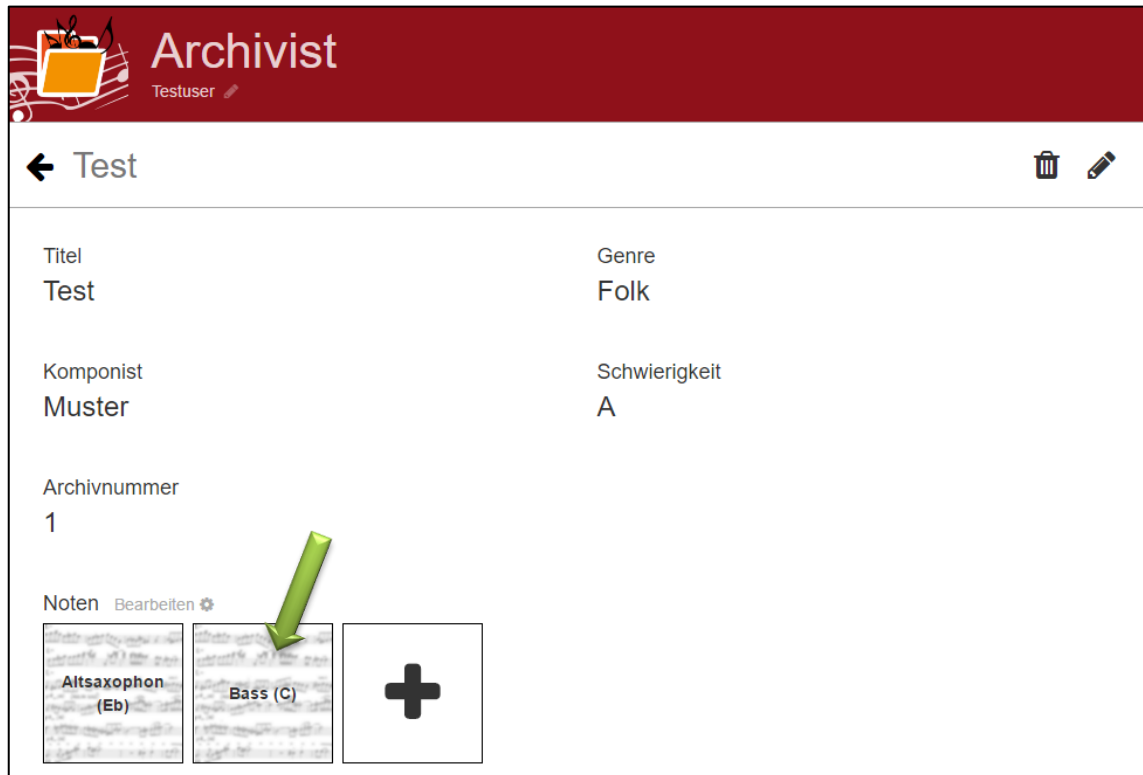 Archivist
Testuser
Test
Titel
Test
Genre
Folk
Komponist
Muster
Schwierigkeit
A
Archivnummer
1
Noten Bearbeiten
Altsaxophon
(Eb)
Bass (C)